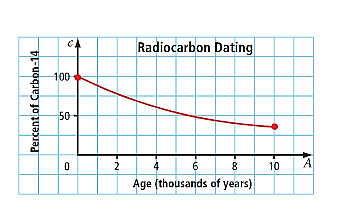 Radiocarbon Dating
Percent of Carbon-14
c
100
50
0 2 4 6 8 10 A
Age (thousands of years)